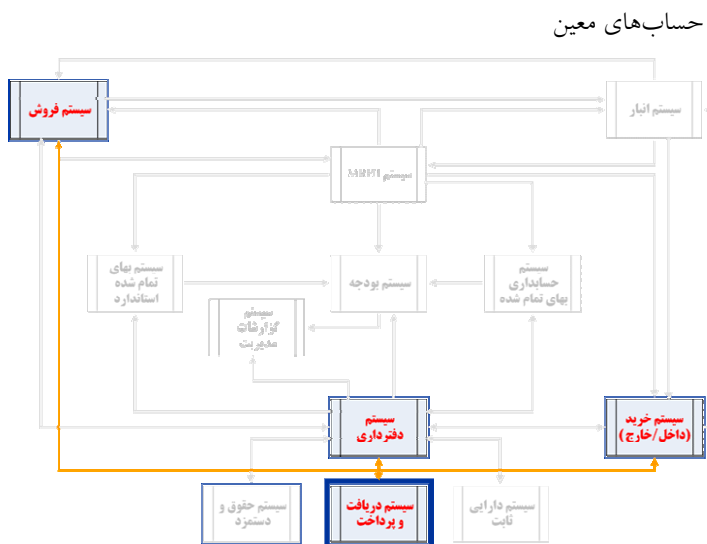 حساب‌های معین
سیستم فروش
سیستم انبار
سیستم MRPII
سیستم بهای
تمام شده
استاندارد
سیستم بودجه
سیستم
حسابداری
بهای تمام شده
سیستم
گزارشات
مدیریت
سیستم
دفترداری
سیستم خرید
(داخل/خارج)
سیستم حقوق و
دستمزد
سیستم دریافت
و پرداخت
سیستم دارایی
ثابت